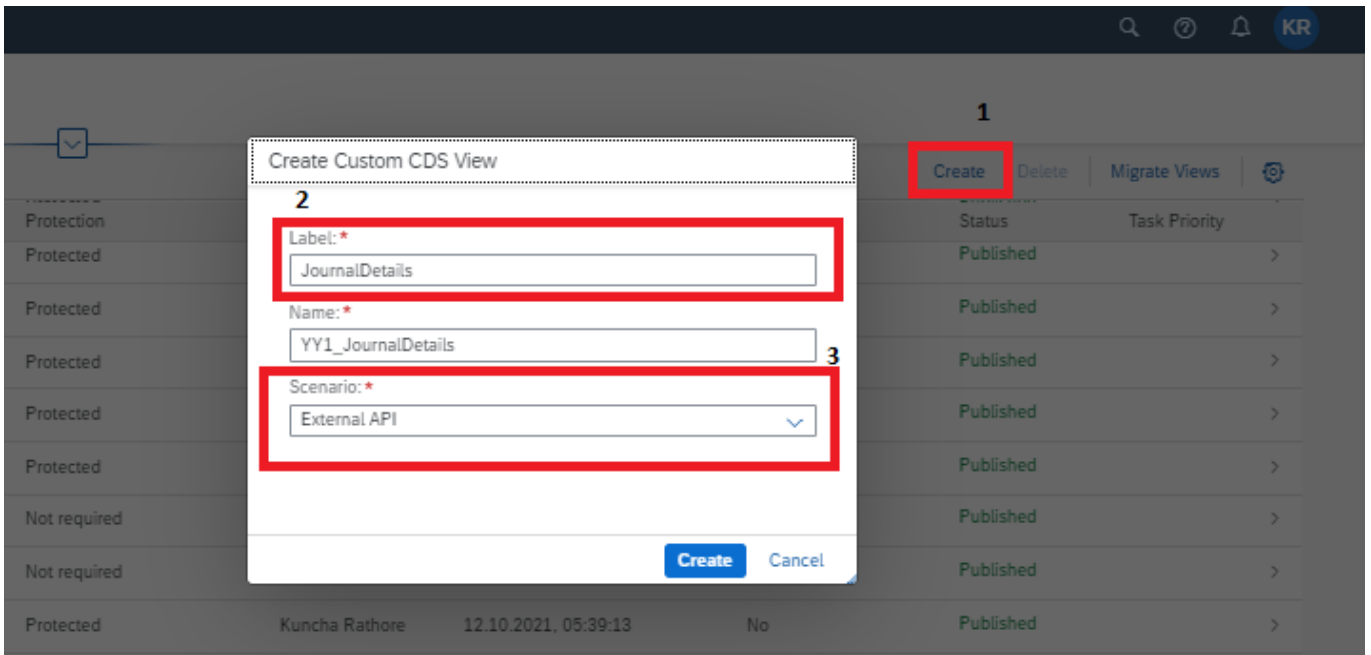 KR
1
Create Delete Migrate Views
Create Custom CDS View
2
Protection Status Task Priority
Label:*
Protected Published
JournalDetails
Protected Published
Name:*
YY1_JournalDetails
3
Protected Published
Scenario:*
External API
Protected Published
Protected Published
Not required Published
Create Cancel
Not required Published
Protected Kuncha Rathore 12.10.2021, 05:39:13 No Published